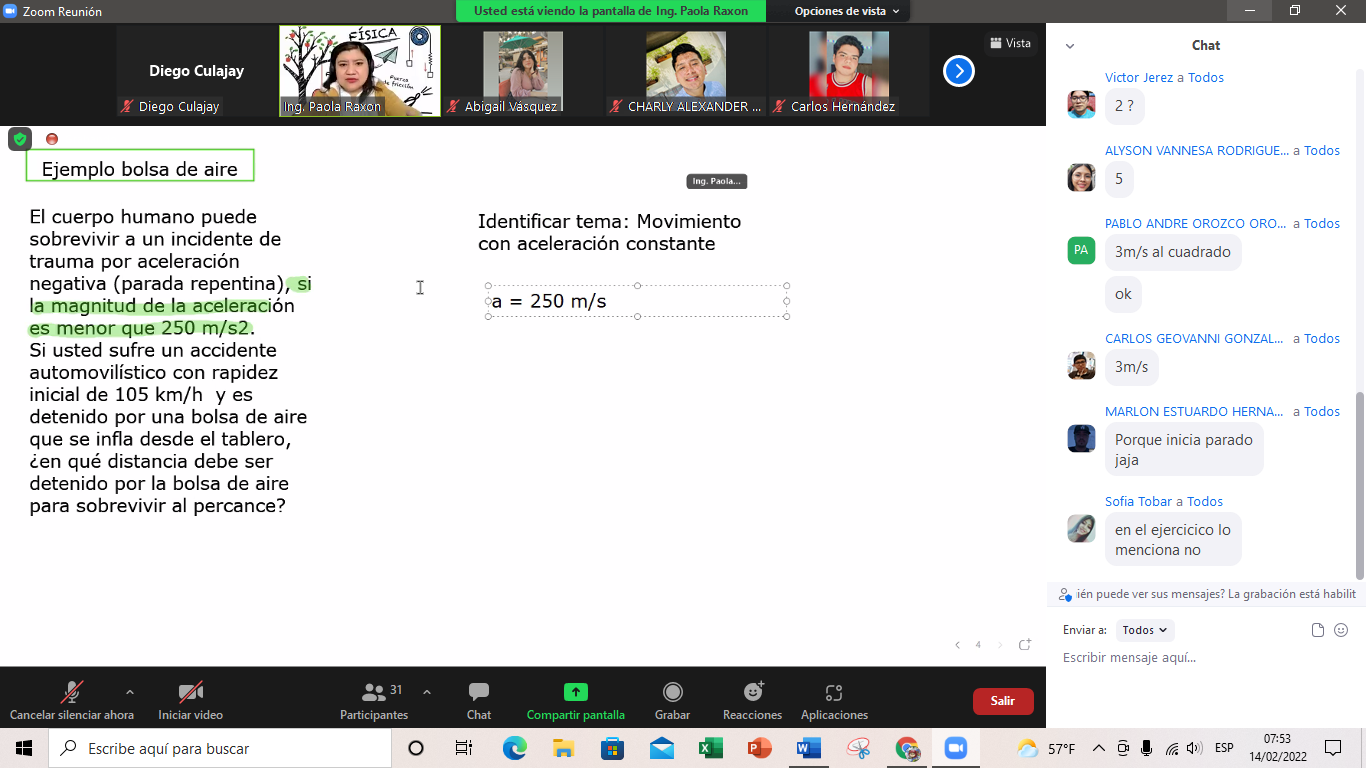 Zoom Reunión
Usted está viendo la pantalla de Ing. Paola Raxon
Opciones de vista
Diego Culajay
Diego Culajay
FÍSICA
Ing. Paola Raxon
Abigail Vásquez
CHARLY ALEXANDER ...
Carlos Hernández
Vista
Ejemplo bolsa de aire
El cuerpo humano puede
sobrevivir a un incidente de
trauma por aceleración
negativa (parada repentina), si
la magnitud de la aceleración
es menor que 250 m/s2.
Si usted sufre un accidente
automovilístico con rapidez
inicial de 105 km/h y es
detenido por una bolsa de aire
que se infla desde el tablero,
¿en qué distancia debe ser
detenido por la bolsa de aire
para sobrevivir al percance?
Ing. Paola...
Identificar tema: Movimiento
con aceleración constante
a = 250 m/s
4
Chat
Victor Jerez a Todos
2 ?
ALYSON VANNESA RODRIGUE... a Todos
5
PABLO ANDRE OROZCO ORO... a Todos
PA
3m/s al cuadrado
ok
CARLOS GEOVANNI GONZAL... a Todos
3m/s
MARLON ESTUARDO HERNA... a Todos
Porque inicia parado
jaja
Sofia Tobar a Todos
en el ejercicico lo
menciona no
ién puede ver sus mensajes? La grabación está habilit
Enviar a: Todos
Escribir mensaje aquí...
Cancelar silenciar ahora
Iniciar video
31
Participantes
Chat
Compartir pantalla
Grabar
Reacciones
Aplicaciones
Salir
Escribe aquí para buscar
57°F
ESP
07:53
14/02/2022